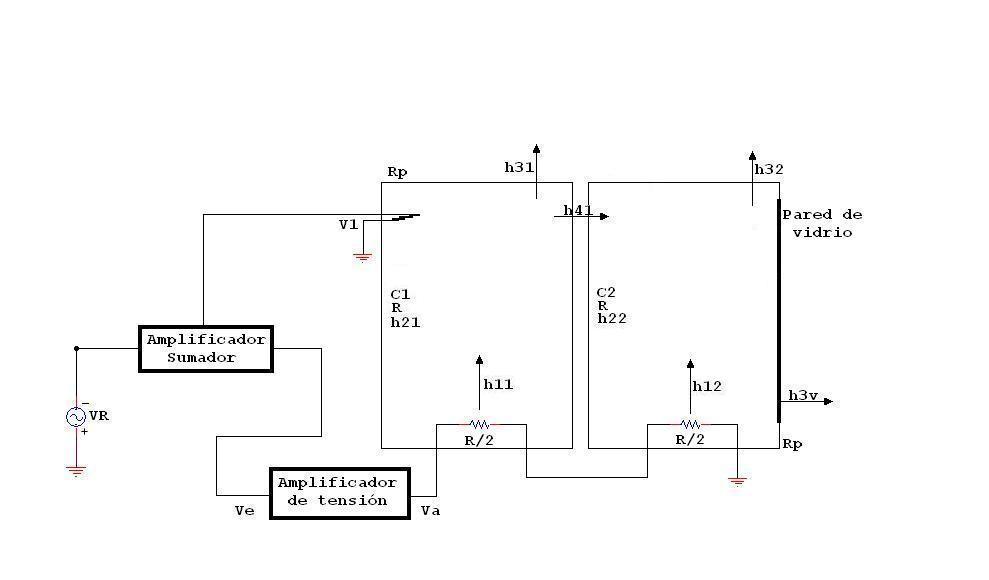 Rp
h31
h32
h41
Pared de
vidrio
V1
C1
R
h21
C2
R
h22
Amplificador
Sumador
VR
h11
h12
h3v
R/2
R/2
Rp
Amplificador
de tensión
Ve
Va